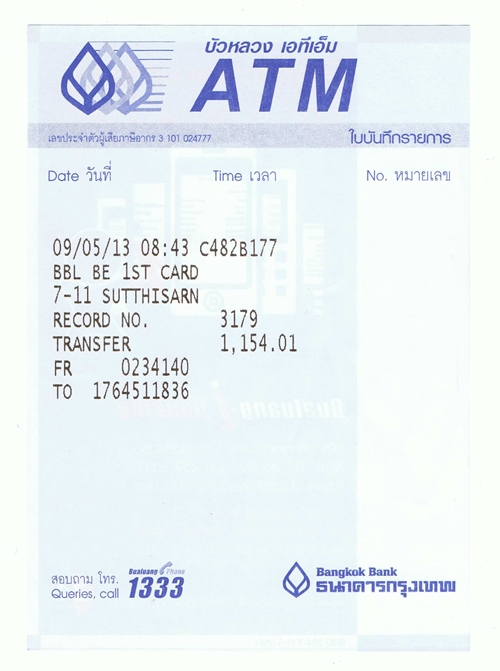 บัวหลวง เอทีเอ็ม
ATM
เลขประจำตัวผู้เสียภาษีอากร 3 101 024777
ใบบันทึกรายการ
Date วันที่ Time เวลา No. หมายเลข
09/05/13 08:43 C482B177
BBL BE 1ST CARD
7-11 SUTTHISARN
RECORD NO. 3179
TRANSFER 1,154.01
FR 0234140
TO 1764511836
สอบถาม โทร.
Queries, call
Bualuang Phone
1333
Bangkok Bank
ธนาคารกรุงเทพ